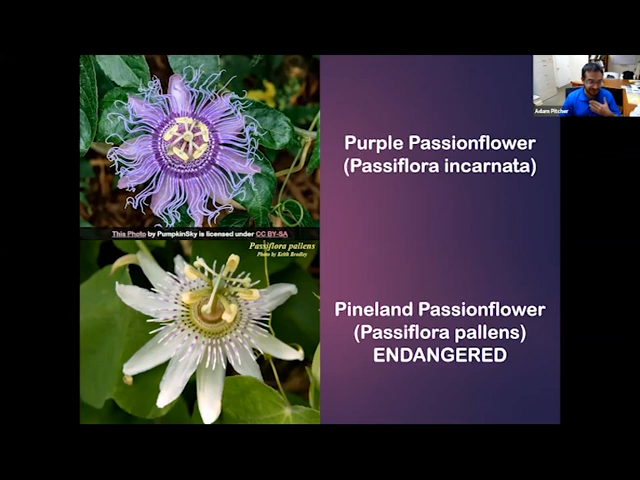 Adam Pitcher
Purple Passionflower
(Passiflora incarnata)
This Photo by PumpkinSky is licensed under CC BY-SA
Passiflora pallens
Photo by Keith Bradley
Pineland Passionflower
(Passiflora pallens)
ENDANGERED